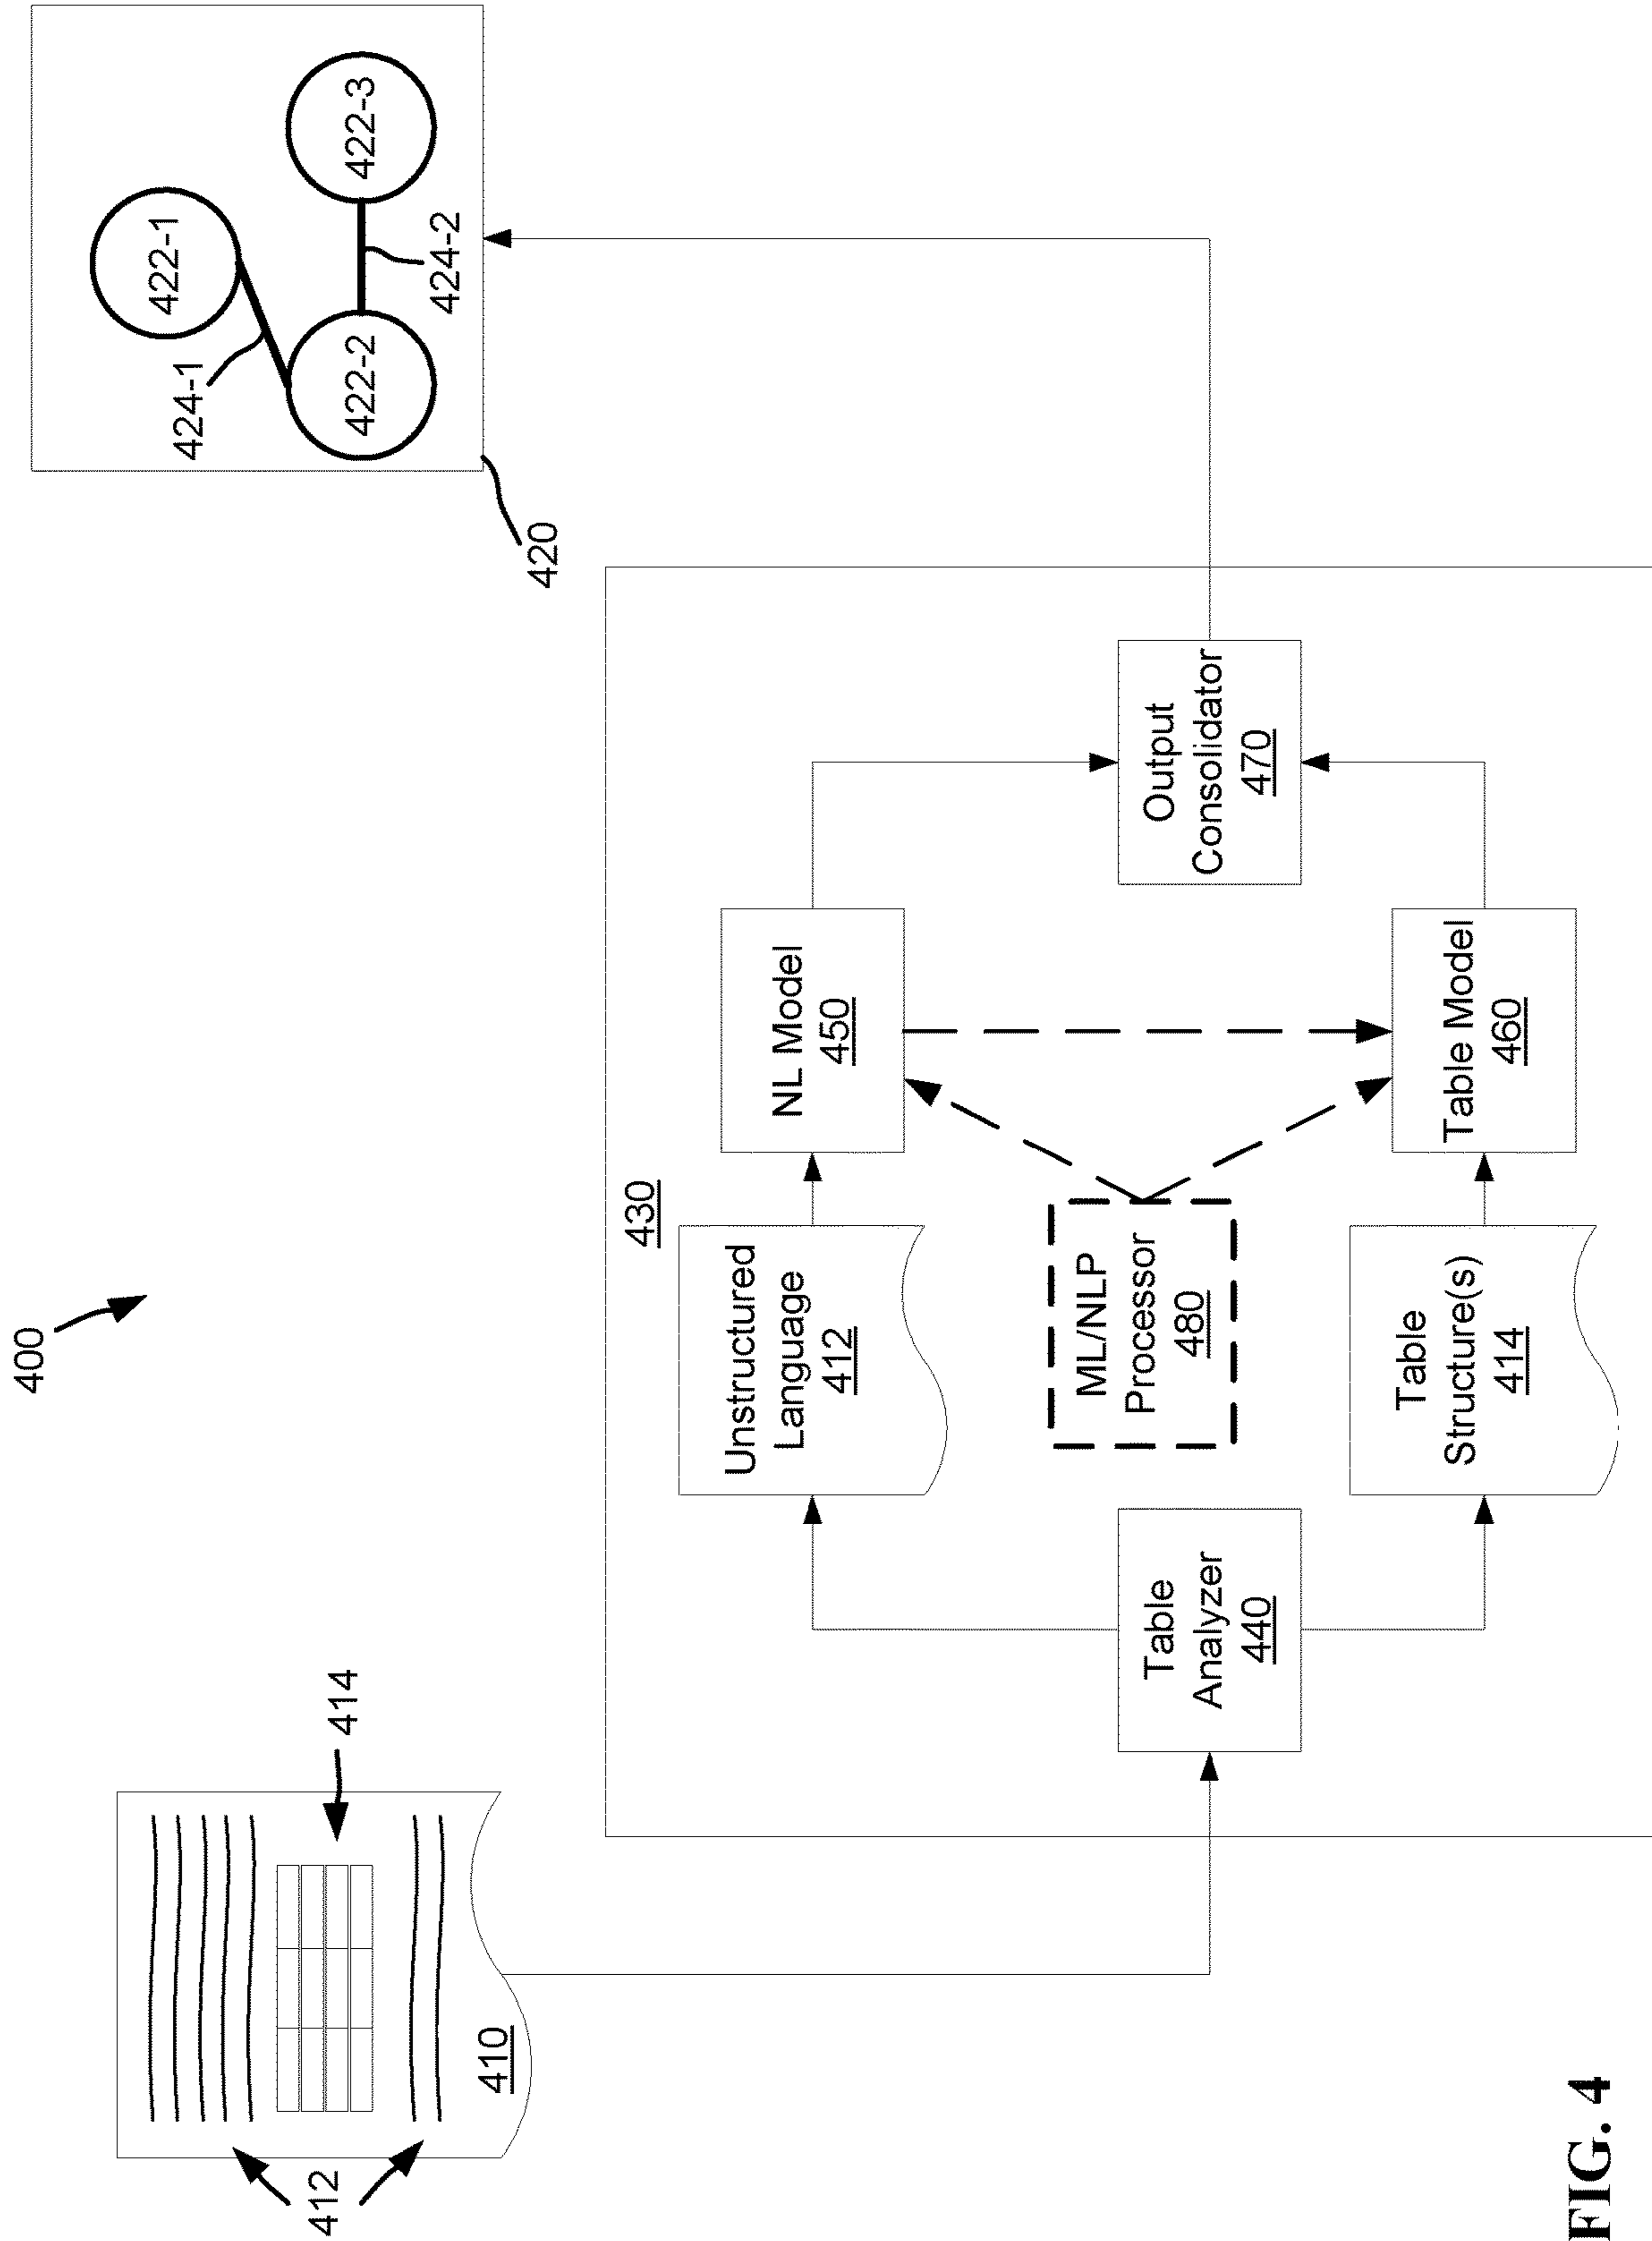 400
412
414
410
424-1
422-1
422-2
424-2
422-3
420
430
Unstructured
Language
412
NL Model
450
Table
Analyzer
440
ML/NLP
Processor
480
Output
Consolidator
470
Table
Structure(s)
414
Table Model
460
FIG. 4